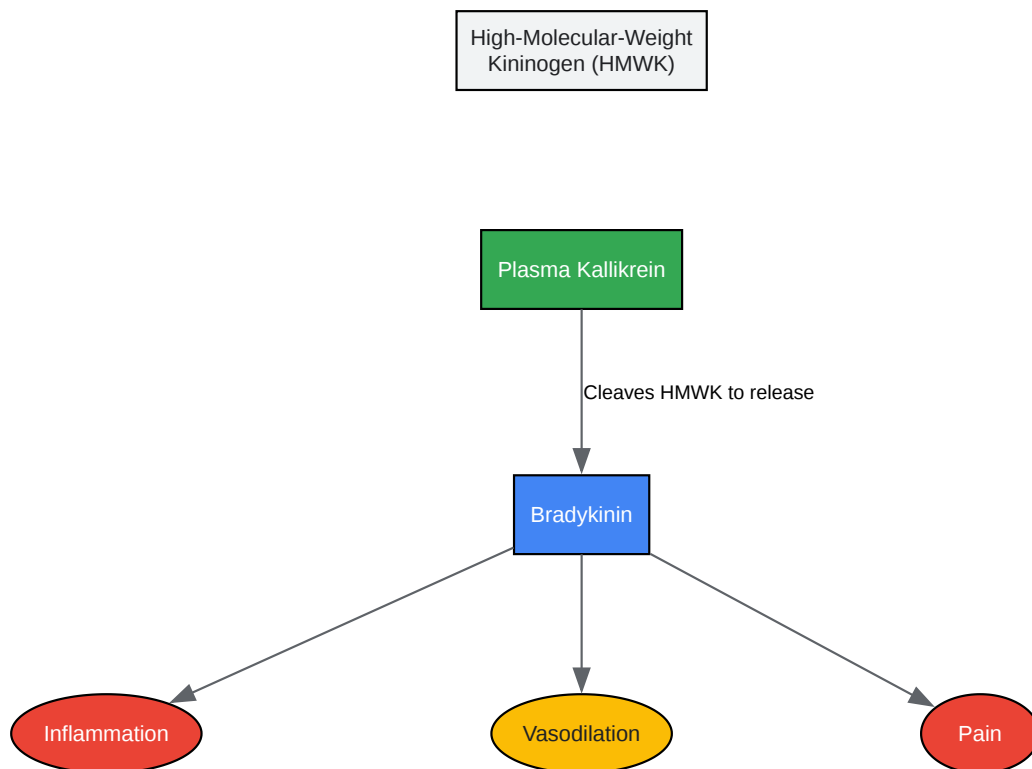 High-Molecular-Weight
Kininogen (HMWK)
Plasma Kallikrein
Cleaves HMWK to release
Bradykinin
Inflammation
Vasodilation
Pain